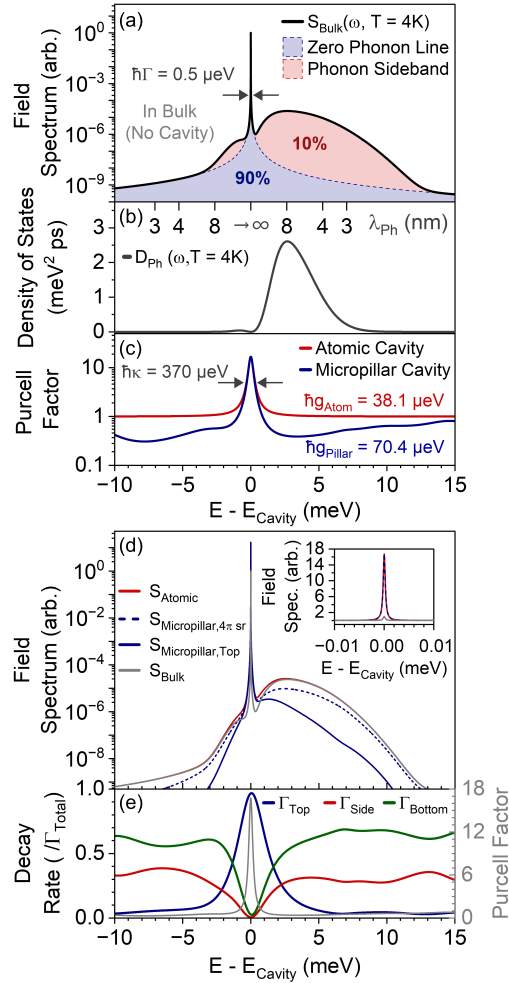 (a)
S_Bulk(ω, T = 4K)
Zero Phonon Line
Phonon Sideband
ħΓ = 0.5 µeV
In Bulk
(No Cavity)
10%
90%
Field
Spectrum (arb.)
10^0
10^-3
10^-6
10^-9
(b)
3 4 8 →∞ 8 4 3 λ_Ph (nm)
D_Ph (ω,T = 4K)
Density of States
(meV² ps)
3
2
1
0
(c)
Atomic Cavity
Micropillar Cavity
ħκ = 370 µeV
ħg_Atom = 38.1 µeV
ħg_Pillar = 70.4 µeV
Purcell
Factor
10
1
0.1
−10 −5 0 5 10 15
E - E_Cavity (meV)
(d)
S_Atomic
S_Micropillar,4π sr
S_Micropillar,Top
S_Bulk
Field
Spectrum (arb.)
10^0
10^-2
10^-4
10^-6
10^-8
Field
Spec. (arb.)
18
16
14
12
10
8
6
4
2
0
−0.01 0.00 0.01
E - E_Cavity (meV)
(e)
Γ_Top
Γ_Side
Γ_Bottom
Decay
Rate ( /Γ_Total)
1.0
0.5
0.0
18
12
6
0
Purcell Factor
−10 −5 0 5 10 15
E - E_Cavity (meV)